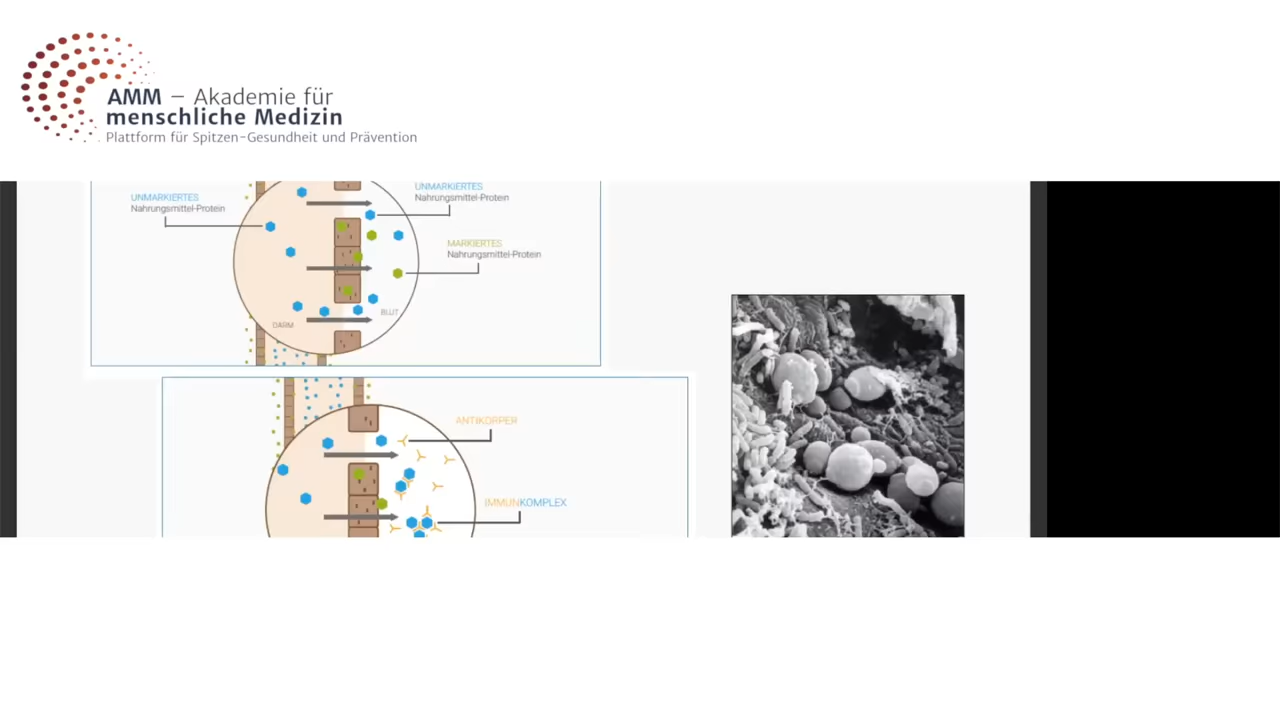 AMM – Akademie für
menschliche Medizin
Plattform für Spitzen-Gesundheit und Prävention
UNMARKIERTES
Nahrungsmittel-Protein
UNMARKIERTES
Nahrungsmittel-Protein
MARKIERTES
Nahrungsmittel-Protein
DARM
BLUT
ANTIKÖRPER
IMMUNKOMPLEX